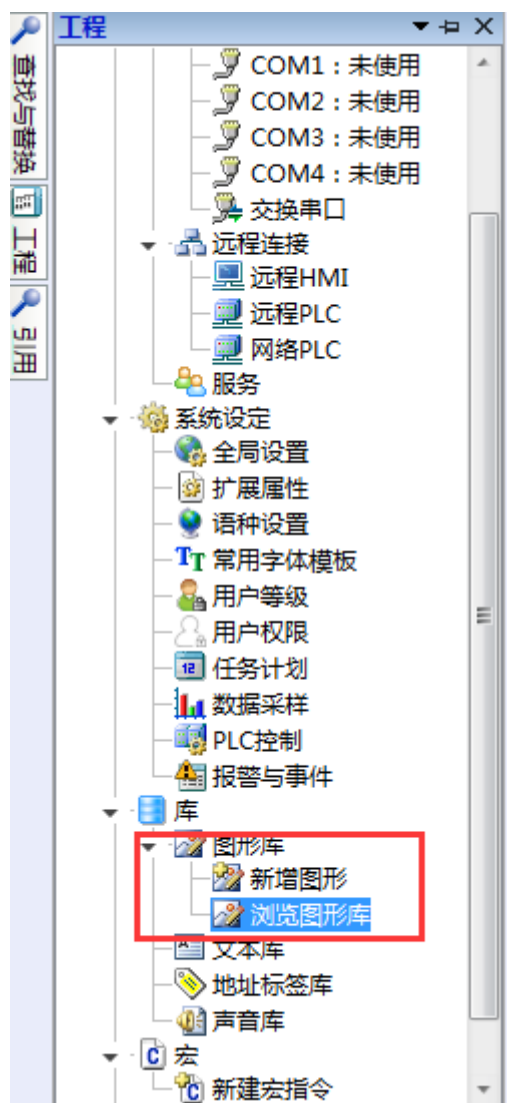 工程
查找与替换
工程
引用
COM1：未使用
COM2：未使用
COM3：未使用
COM4：未使用
交换串口
远程连接
远程HMI
远程PLC
网络PLC
服务
系统设定
全局设置
扩展属性
语种设置
TT 常用字体模板
用户等级
用户权限
12 任务计划
数据采样
PLC控制
报警与事件
库
图形库
新增图形
浏览图形库
A 文本库
地址标签库
声音库
C 宏
C 新建宏指令